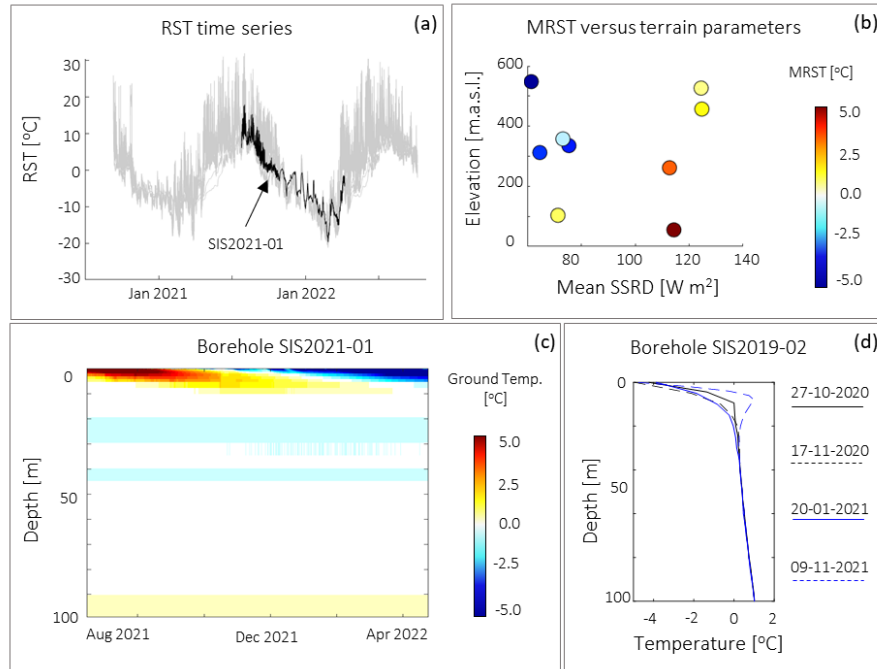 RST time series
(a)
RST [ºC]
30
20
10
0
-10
-20
-30
SIS2021-01
Jan 2021
Jan 2022
MRST versus terrain parameters
(b)
Elevation [m.a.s.l.]
600
400
200
0
80
100
120
140
Mean SSRD [W m²]
MRST [ºC]
5.0
2.5
0.0
-2.5
-5.0
Borehole SIS2021-01
(c)
Depth [m]
0
50
100
Aug 2021
Dec 2021
Apr 2022
Ground Temp.
[ºC]
5.0
2.5
0.0
-2.5
-5.0
Borehole SIS2019-02
(d)
Depth [m]
0
50
100
-4
-2
0
2
Temperature [ºC]
27-10-2020
17-11-2020
20-01-2021
09-11-2021